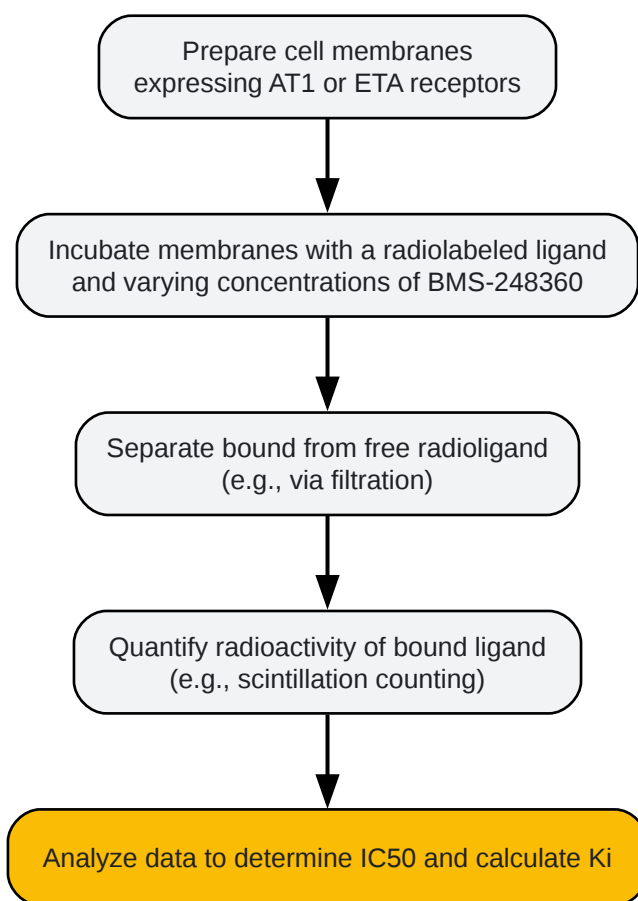 Prepare cell membranes
expressing AT1 or ETA receptors
Incubate membranes with a radiolabeled ligand
and varying concentrations of BMS-248360
Separate bound from free radioligand
(e.g., via filtration)
Quantify radioactivity of bound ligand
(e.g., scintillation counting)
Analyze data to determine IC50 and calculate Ki